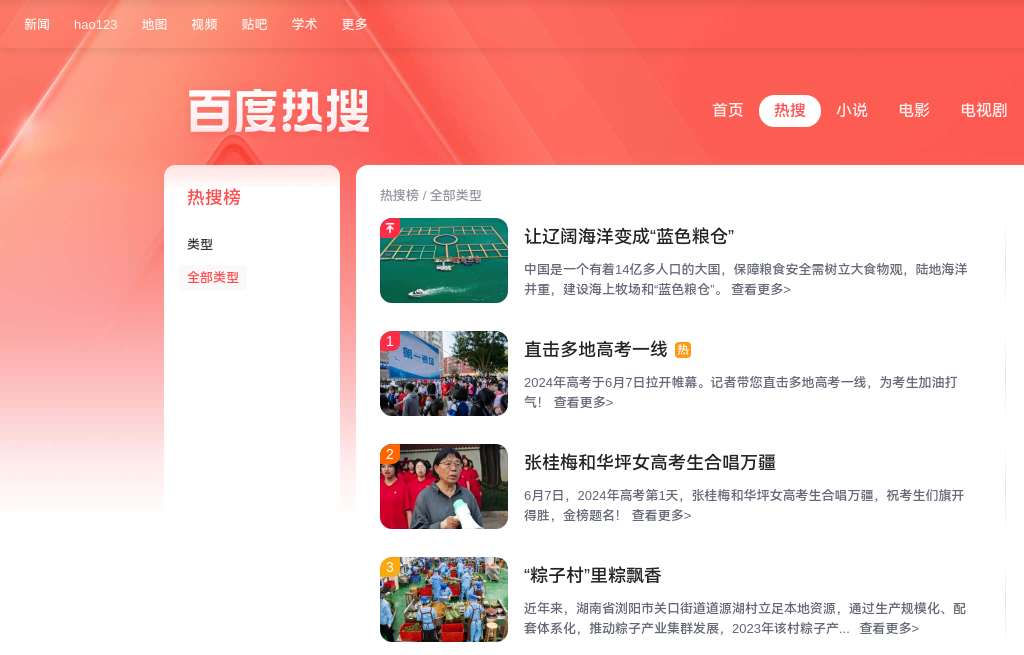 新闻 hao123 地图 视频 贴吧 学术 更多
百度热搜
首页 热搜 小说 电影 电视剧
热搜榜
类型
全部类型
热搜榜 / 全部类型
让辽阔海洋变成“蓝色粮仓”
中国是一个有着14亿多人口的大国，保障粮食安全需树立大食物观，陆地海洋
并重，建设海上牧场和“蓝色粮仓”。 查看更多>
1
第一考场
直击多地高考一线 热
2024年高考于6月7日拉开帷幕。记者带您直击多地高考一线，为考生加油打
气！ 查看更多>
2
张桂梅和华坪女高考生合唱万疆
6月7日，2024年高考第1天，张桂梅和华坪女高考生合唱万疆，祝考生们旗开
得胜，金榜题名！ 查看更多>
3
“粽子村”里粽飘香
近年来，湖南省浏阳市关口街道道源湖村立足本地资源，通过生产规模化、配
套体系化，推动粽子产业集群发展，2023年该村粽子产... 查看更多>